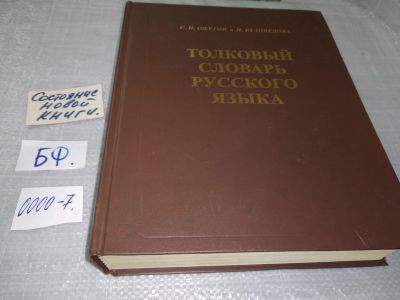 С. И. ОЖЕГОВ и Н. Ю. ШВЕДОВА
ТОЛКОВЫЙ
СЛОВАРЬ
РУССКОГО
ЯЗЫКА
Состояние
новой
книги.
БФ.
0000-7.